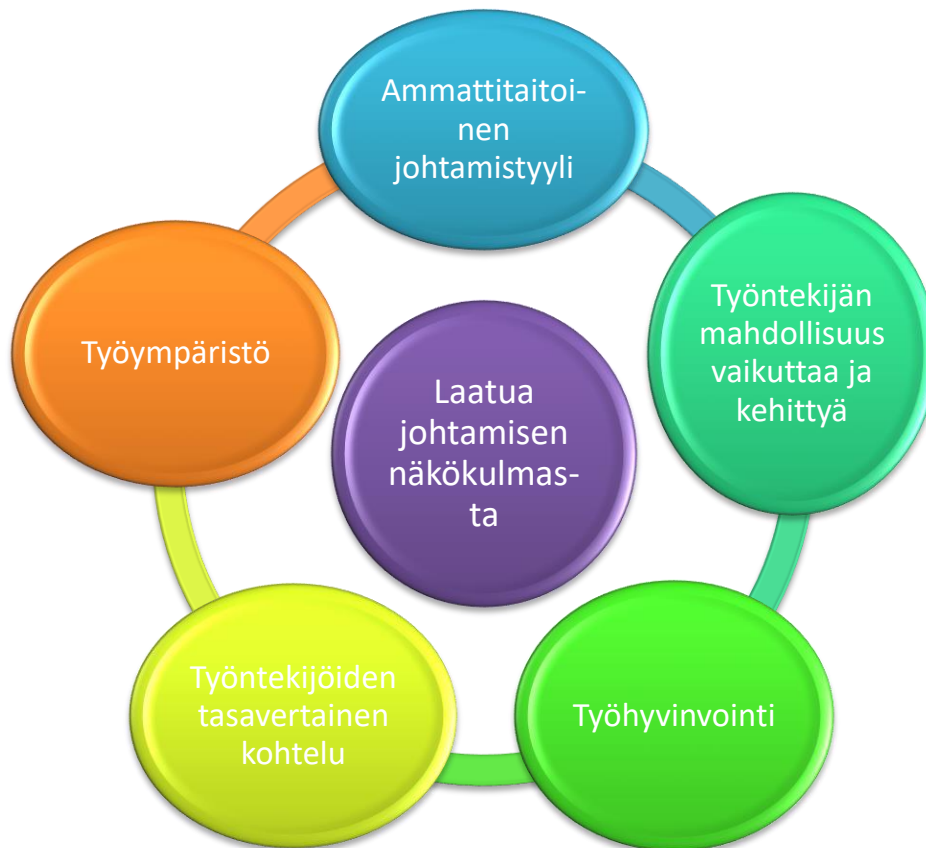 Ammattitaitoi-
nen
johtamistyyli
Työntekijän
mahdollisuus
vaikuttaa ja
kehittyä
Työhyvinvointi
Työntekijöiden
tasavertainen
kohtelu
Työympäristö
Laatua
johtamisen
näkökulmas-
ta